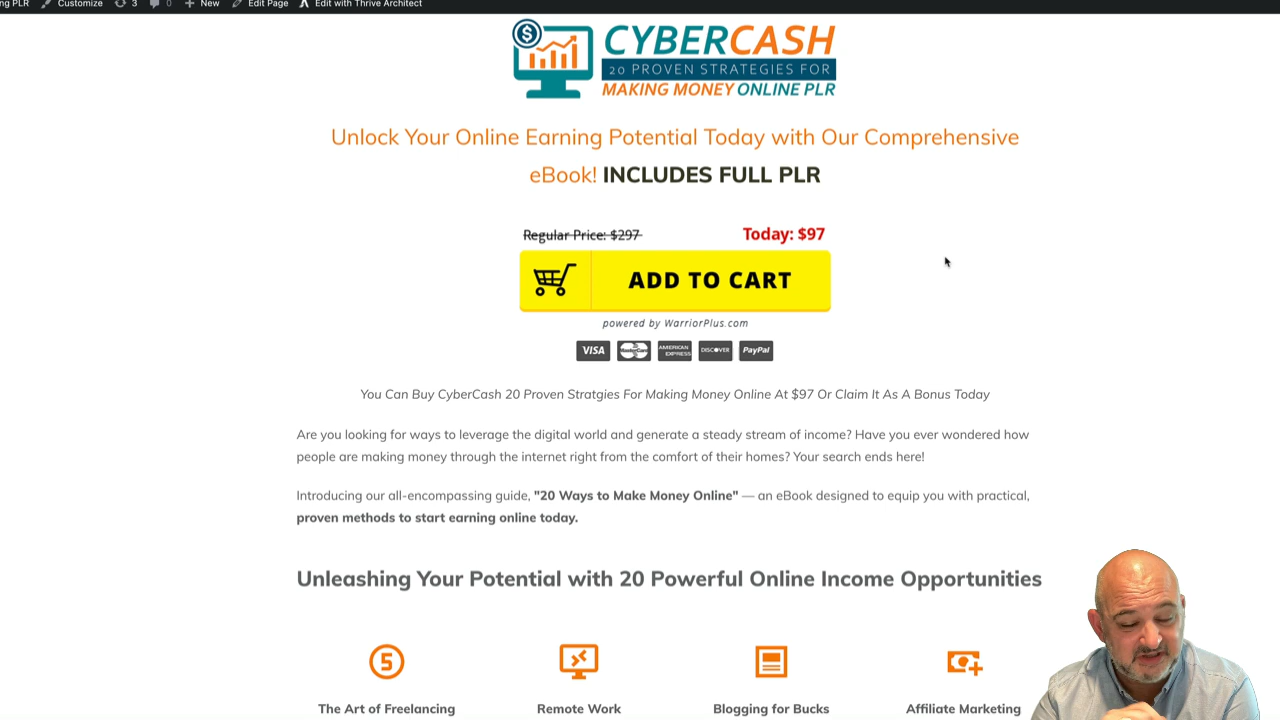 ng PLR Customize 3 0 New Edit Page Edit with Thrive Architect
$
CYBERCASH
20 PROVEN STRATEGIES FOR
MAKING MONEY ONLINE PLR
Unlock Your Online Earning Potential Today with Our Comprehensive
eBook! INCLUDES FULL PLR
Regular Price: $297 Today: $97
ADD TO CART
powered by WarriorPlus.com
VISA MasterCard AMERICAN EXPRESS DISCOVER PayPal
You Can Buy CyberCash 20 Proven Stratgies For Making Money Online At $97 Or Claim It As A Bonus Today
Are you looking for ways to leverage the digital world and generate a steady stream of income? Have you ever wondered how
people are making money through the internet right from the comfort of their homes? Your search ends here!
Introducing our all-encompassing guide, "20 Ways to Make Money Online" — an eBook designed to equip you with practical,
proven methods to start earning online today.
Unleashing Your Potential with 20 Powerful Online Income Opportunities
5
The Art of Freelancing Remote Work Blogging for Bucks Affiliate Marketing